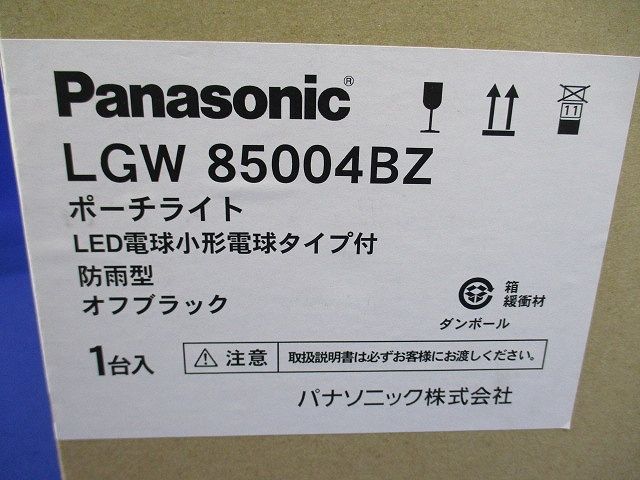 Panasonic®
LGW 85004BZ
11
ポーチライト
LED電球小形電球タイプ付
防雨型
オフブラック
箱
緩衝材
ダンボール
1台入
注意 取扱説明書は必ずお客様にお渡しください。
パナソニック株式会社